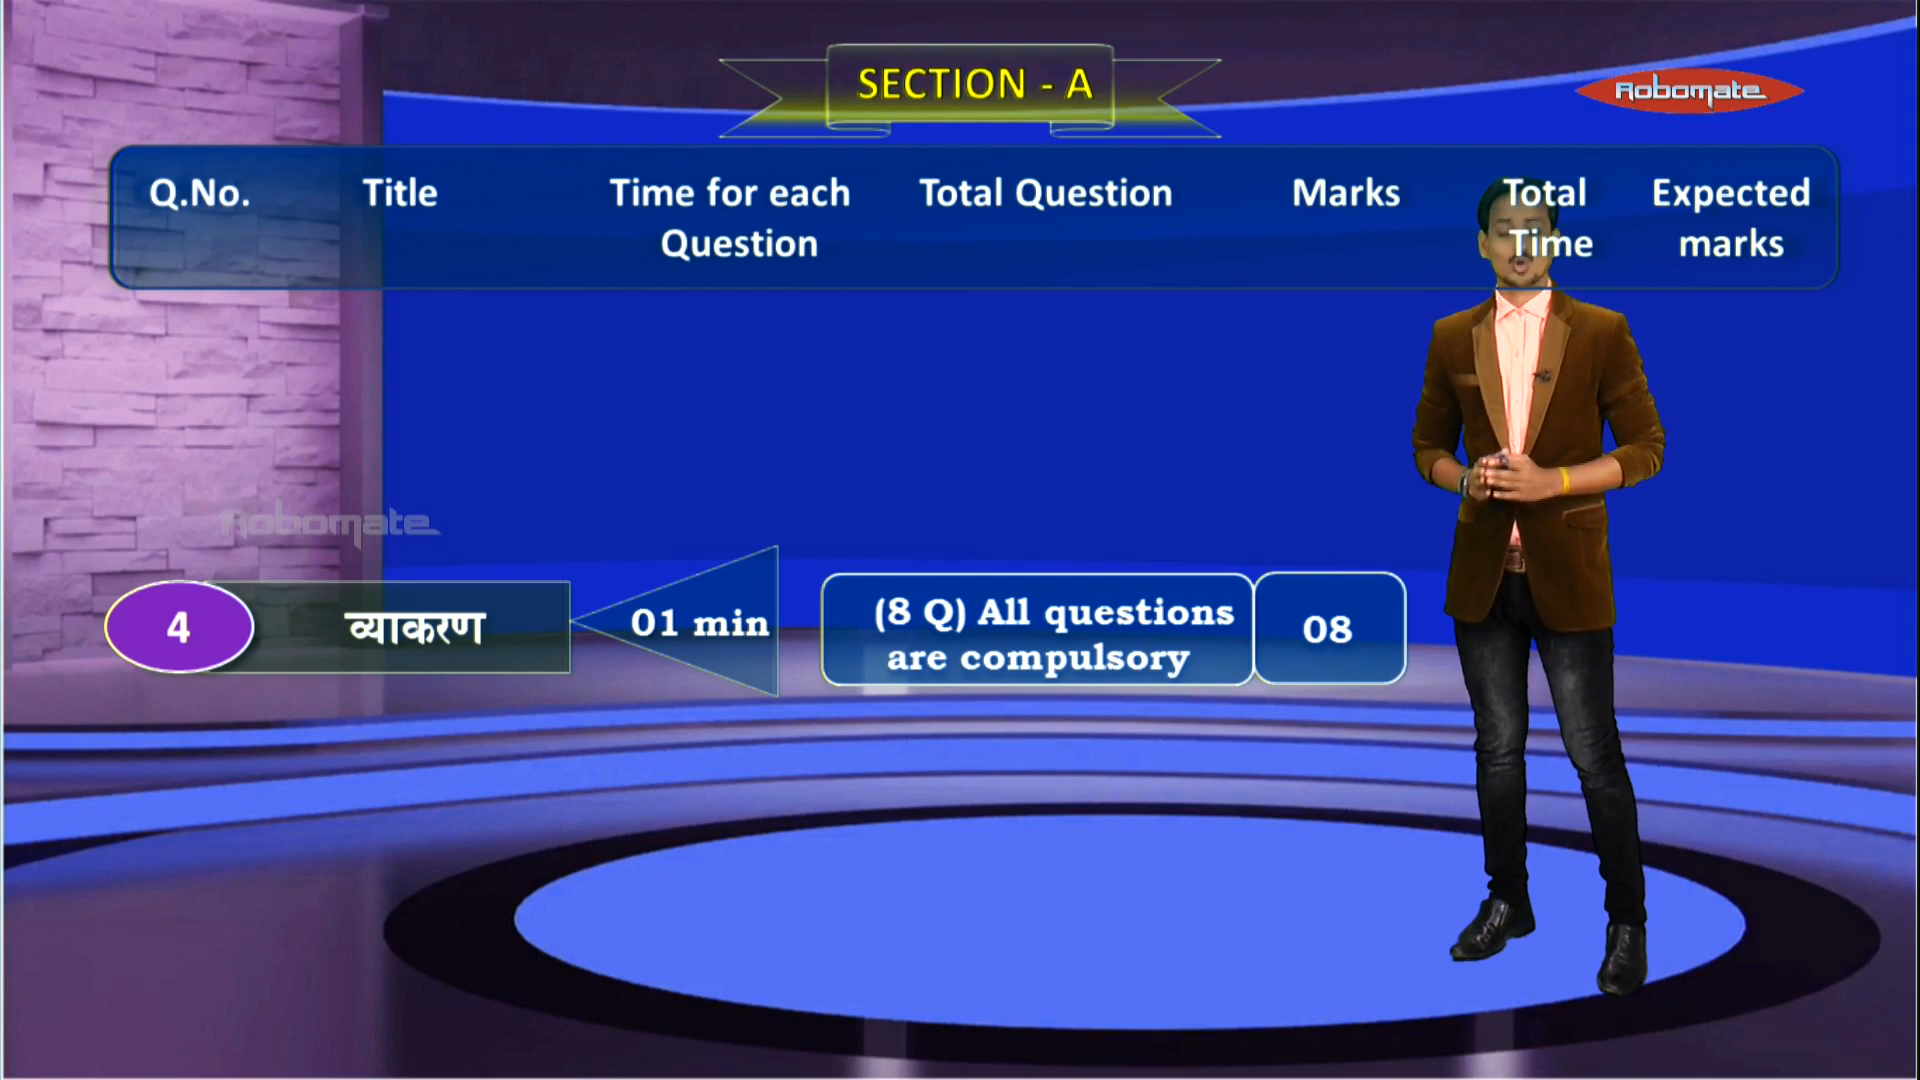 SECTION - A
Robomate
Q.No. Title Time for each Question Total Question Marks Total Time Expected marks
Robomate
4 व्याकरण 01 min (8 Q) All questions are compulsory 08